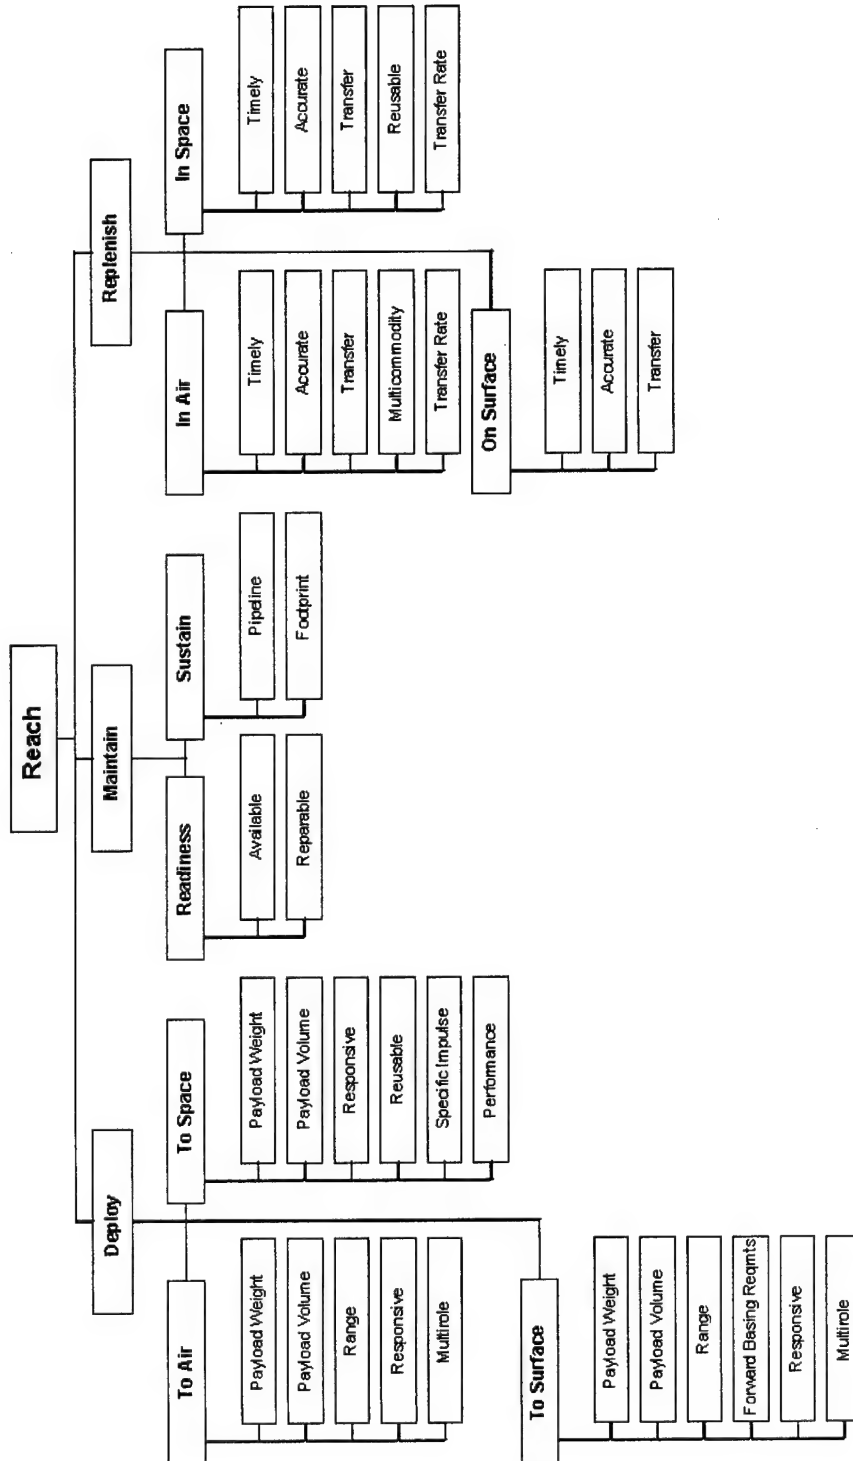 Reach
Deploy
To Air
Payload Weight
Payload Volume
Range
Responsive
Multirole
To Space
Payload Weight
Payload Volume
Responsive
Reusable
Specific Impulse
Performance
To Surface
Payload Weight
Payload Volume
Range
Forward Basing Reqmts
Responsive
Multirole
Maintain
Readiness
Available
Reparable
Sustain
Pipeline
Footprint
Replenish
In Air
Timely
Accurate
Transfer
Multicommodity
Transfer Rate
In Space
Timely
Accurate
Transfer
Reusable
Transfer Rate
On Surface
Timely
Accurate
Transfer